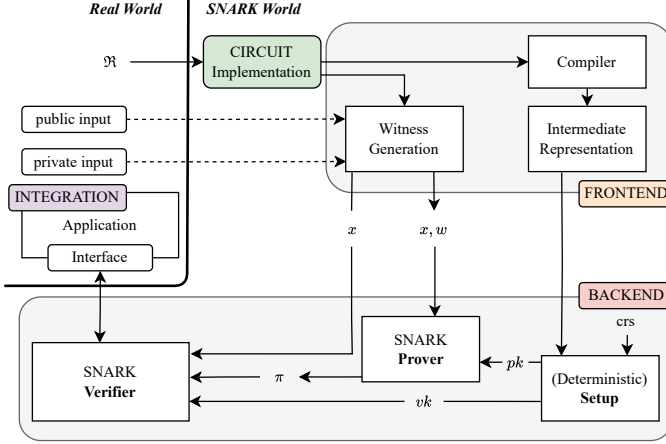 Real World
SNARK World
ℜ
CIRCUIT
Implementation
Compiler
public input
private input
Witness
Generation
Intermediate
Representation
INTEGRATION
FRONTEND
Application
Interface
x
x, w
BACKEND
crs
SNARK
Prover
SNARK
Verifier
pk
π
vk
(Deterministic)
Setup